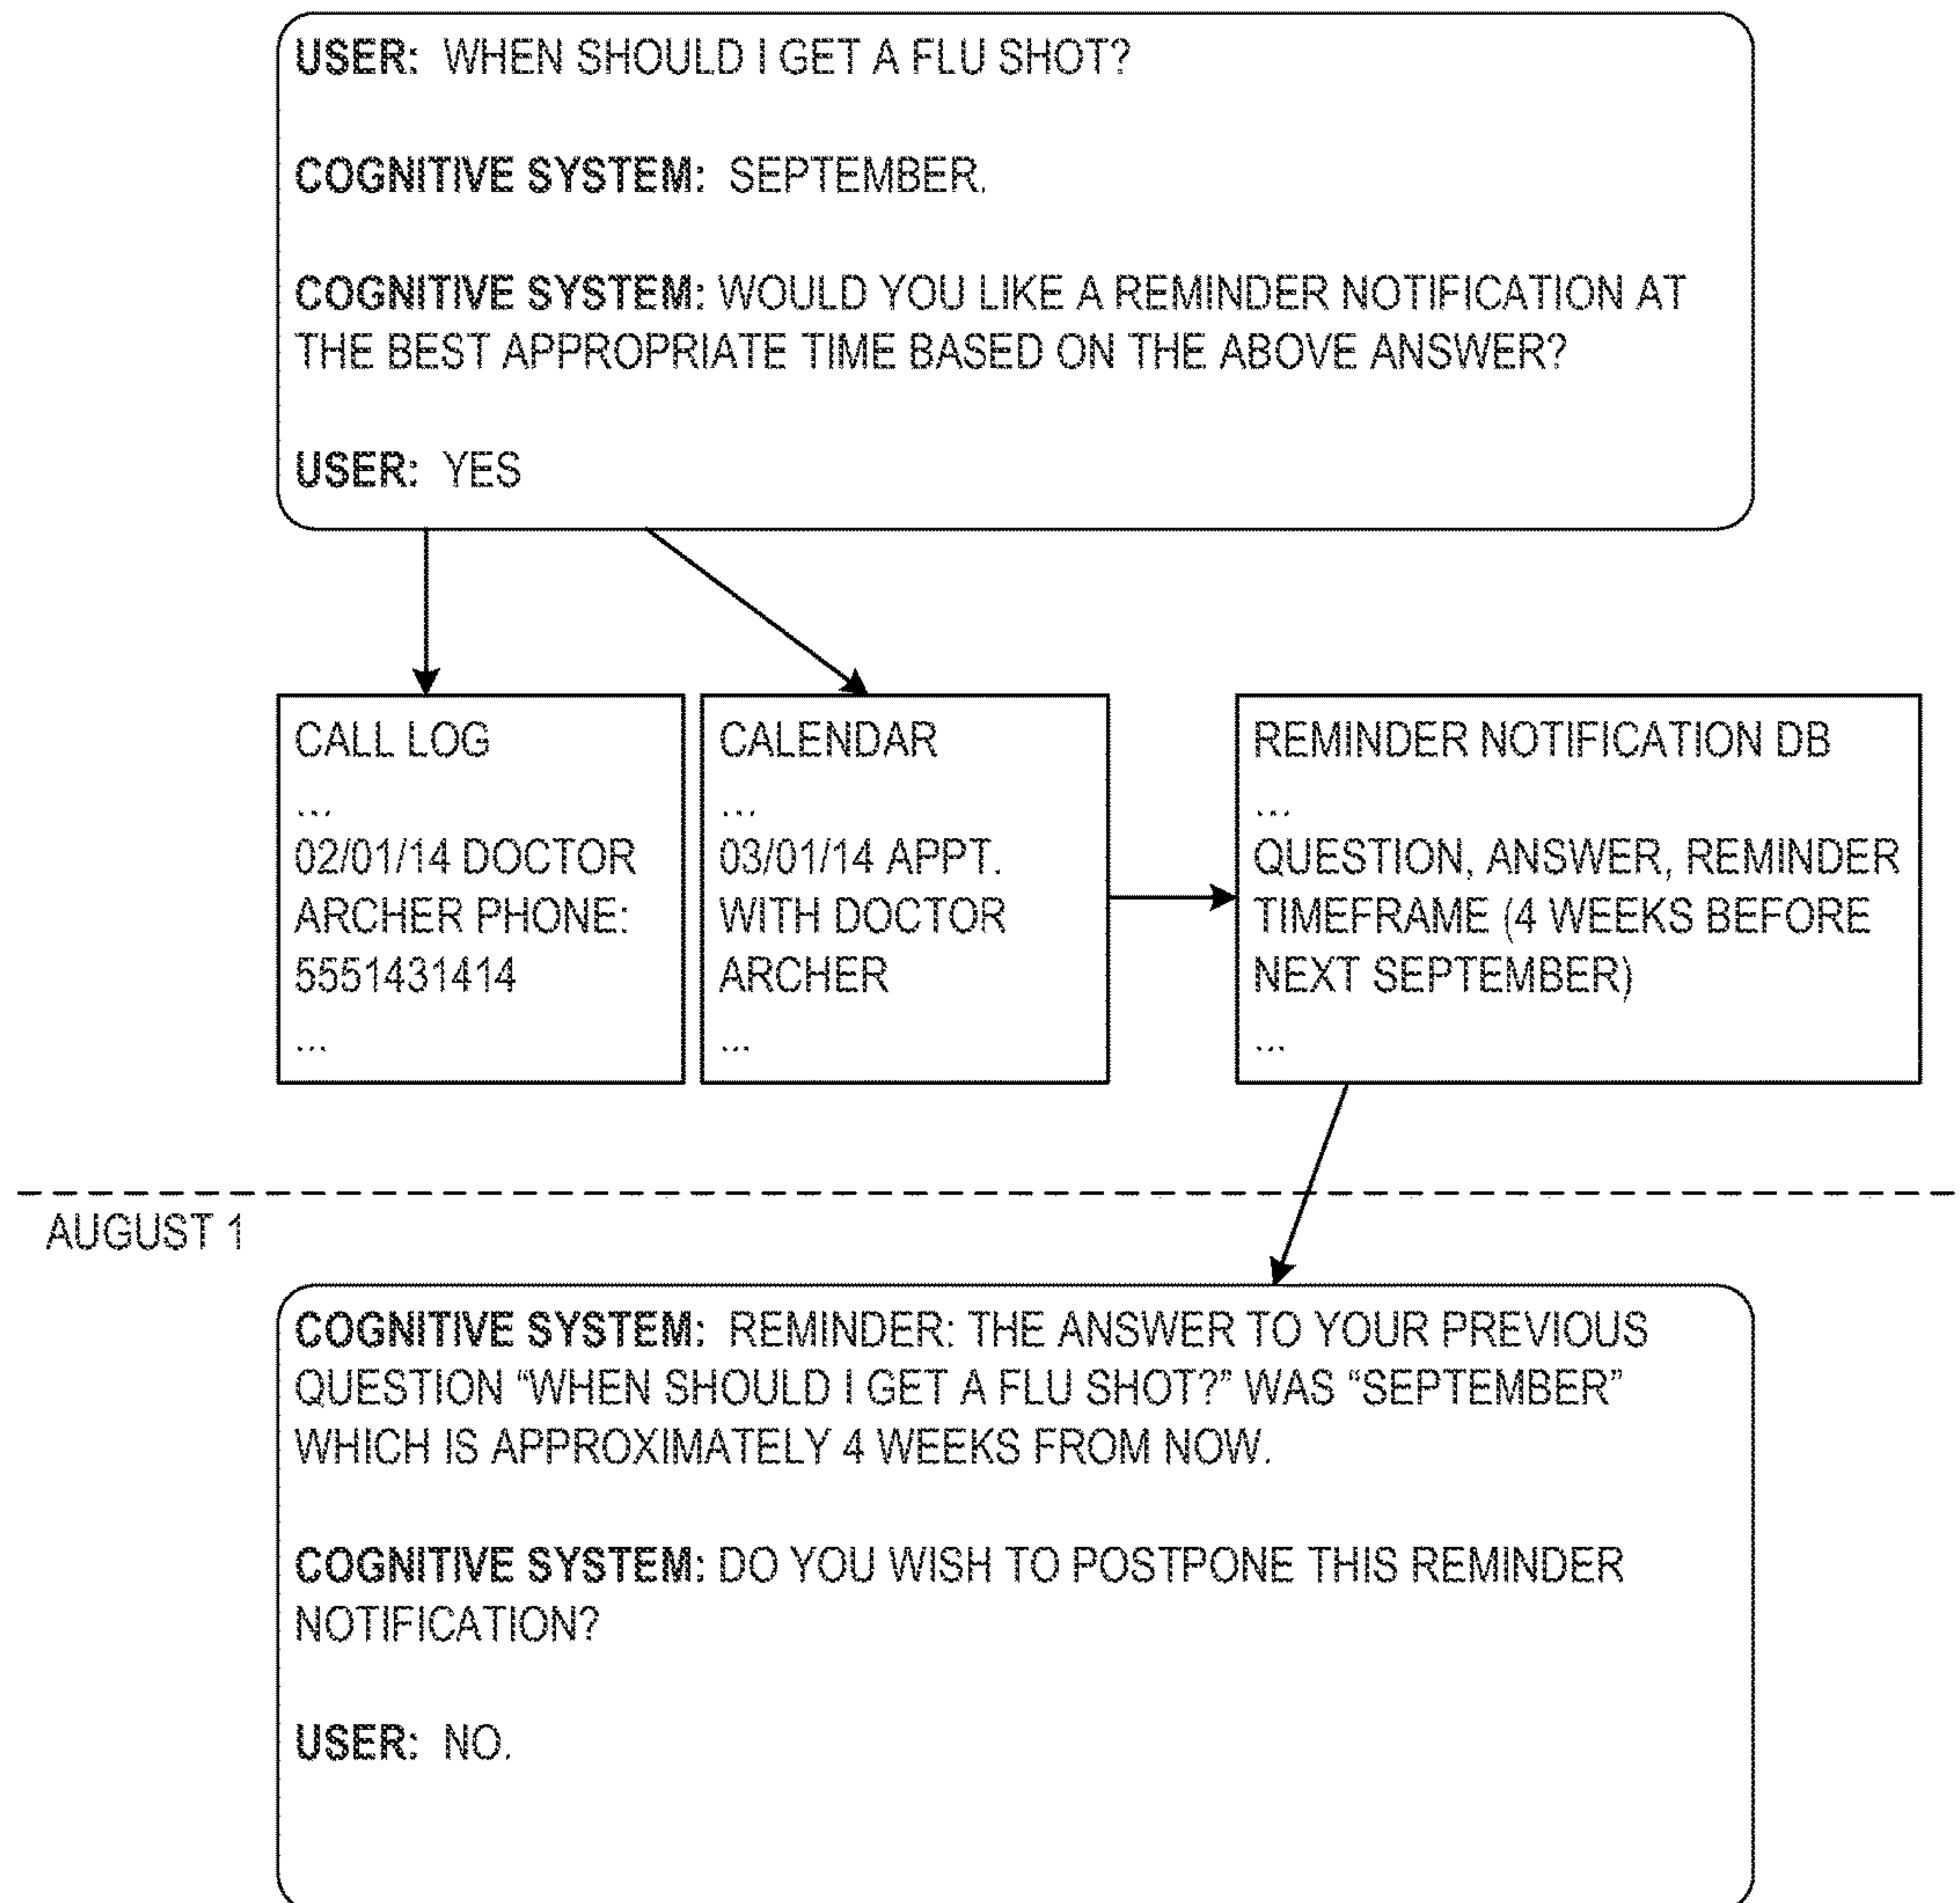 USER: WHEN SHOULD I GET A FLU SHOT?
COGNITIVE SYSTEM: SEPTEMBER.
COGNITIVE SYSTEM: WOULD YOU LIKE A REMINDER NOTIFICATION AT
THE BEST APPROPRIATE TIME BASED ON THE ABOVE ANSWER?
USER: YES
CALL LOG
...
02/01/14 DOCTOR
ARCHER PHONE:
5551431414
...
CALENDAR
...
03/01/14 APPT.
WITH DOCTOR
ARCHER
...
REMINDER NOTIFICATION DB
...
QUESTION, ANSWER, REMINDER
TIMEFRAME (4 WEEKS BEFORE
NEXT SEPTEMBER)
...
AUGUST 1
COGNITIVE SYSTEM: REMINDER: THE ANSWER TO YOUR PREVIOUS
QUESTION “WHEN SHOULD I GET A FLU SHOT?” WAS “SEPTEMBER”
WHICH IS APPROXIMATELY 4 WEEKS FROM NOW.
COGNITIVE SYSTEM: DO YOU WISH TO POSTPONE THIS REMINDER
NOTIFICATION?
USER: NO.